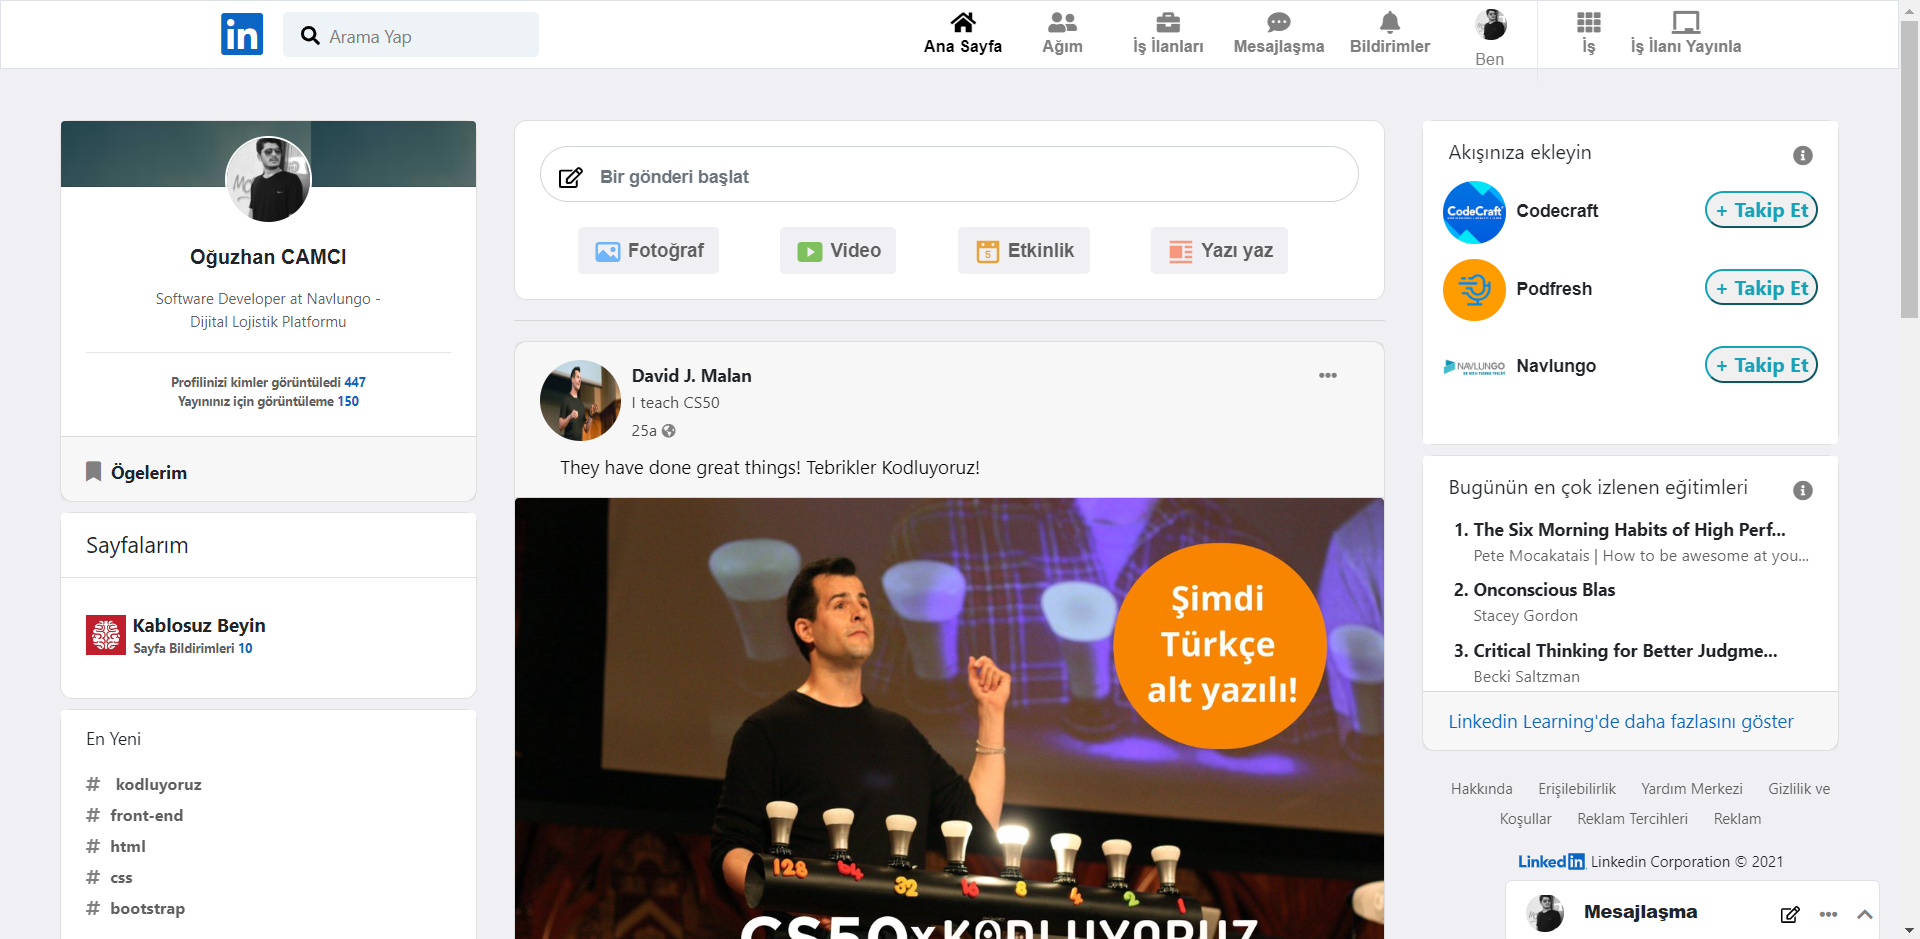 in
Arama Yap
Ana Sayfa
Ağım
İş İlanları
Mesajlaşma
Bildirimler
Ben
İş
İş İlanı Yayınla
Oğuzhan CAMCI
Software Developer at Navlungo -
Dijital Lojistik Platformu
Profilinizi kimler görüntüledi 447
Yayınınız için görüntüleme 150
Ögelerim
Sayfalarım
Kablosuz Beyin
Sayfa Bildirimleri 10
En Yeni
# kodluyoruz
# front-end
# html
# css
# bootstrap
Bir gönderi başlat
Fotoğraf
Video
5
Etkinlik
Yazı yaz
David J. Malan
I teach CS50
25a
They have done great things! Tebrikler Kodluyoruz!
Şimdi
Türkçe
alt yazılı!
128 64 32 16 8 4 2 1
CS50xKODLUYORUZ
Akışınıza ekleyin
CodeCraft
Codecraft
+ Takip Et
Podfresh
+ Takip Et
NAVLUNGO
Navlungo
+ Takip Et
Bugünün en çok izlenen eğitimleri
1. The Six Morning Habits of High Perf...
Pete Mocakatais | How to be awesome at you...
2. Onconscious Blas
Stacey Gordon
3. Critical Thinking for Better Judgme...
Becki Saltzman
Linkedin Learning'de daha fazlasını göster
Hakkında Erişilebilirlik Yardım Merkezi Gizlilik ve
Koşullar Reklam Tercihleri Reklam
Linkedin Linkedin Corporation © 2021
Mesajlaşma